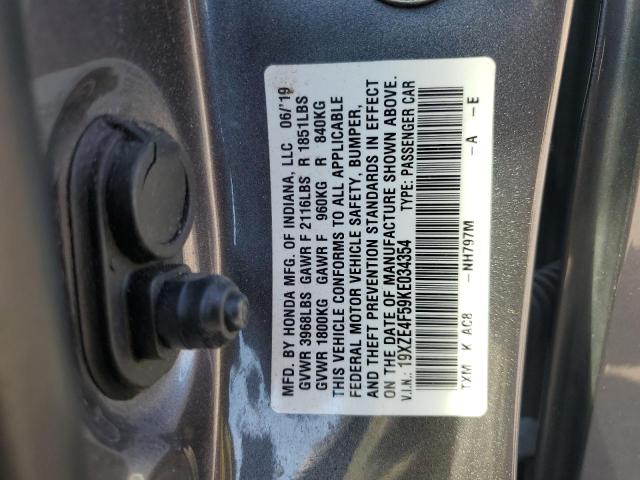 MFD. BY HONDA MFG. OF INDIANA, LLC 06/'19
GVWR 3968LBS GAWR F 2116LBS R 1851LBS
GVWR 1800KG GAWR F 960KG R 840KG
THIS VEHICLE CONFORMS TO ALL APPLICABLE
FEDERAL MOTOR VEHICLE SAFETY, BUMPER,
AND THEFT PREVENTION STANDARDS IN EFFECT
ON THE DATE OF MANUFACTURE SHOWN ABOVE.
V.I.N.: 19XZE4F59KE034354 TYPE: PASSENGER CAR
TXM K AC8 -NH797M -A -E